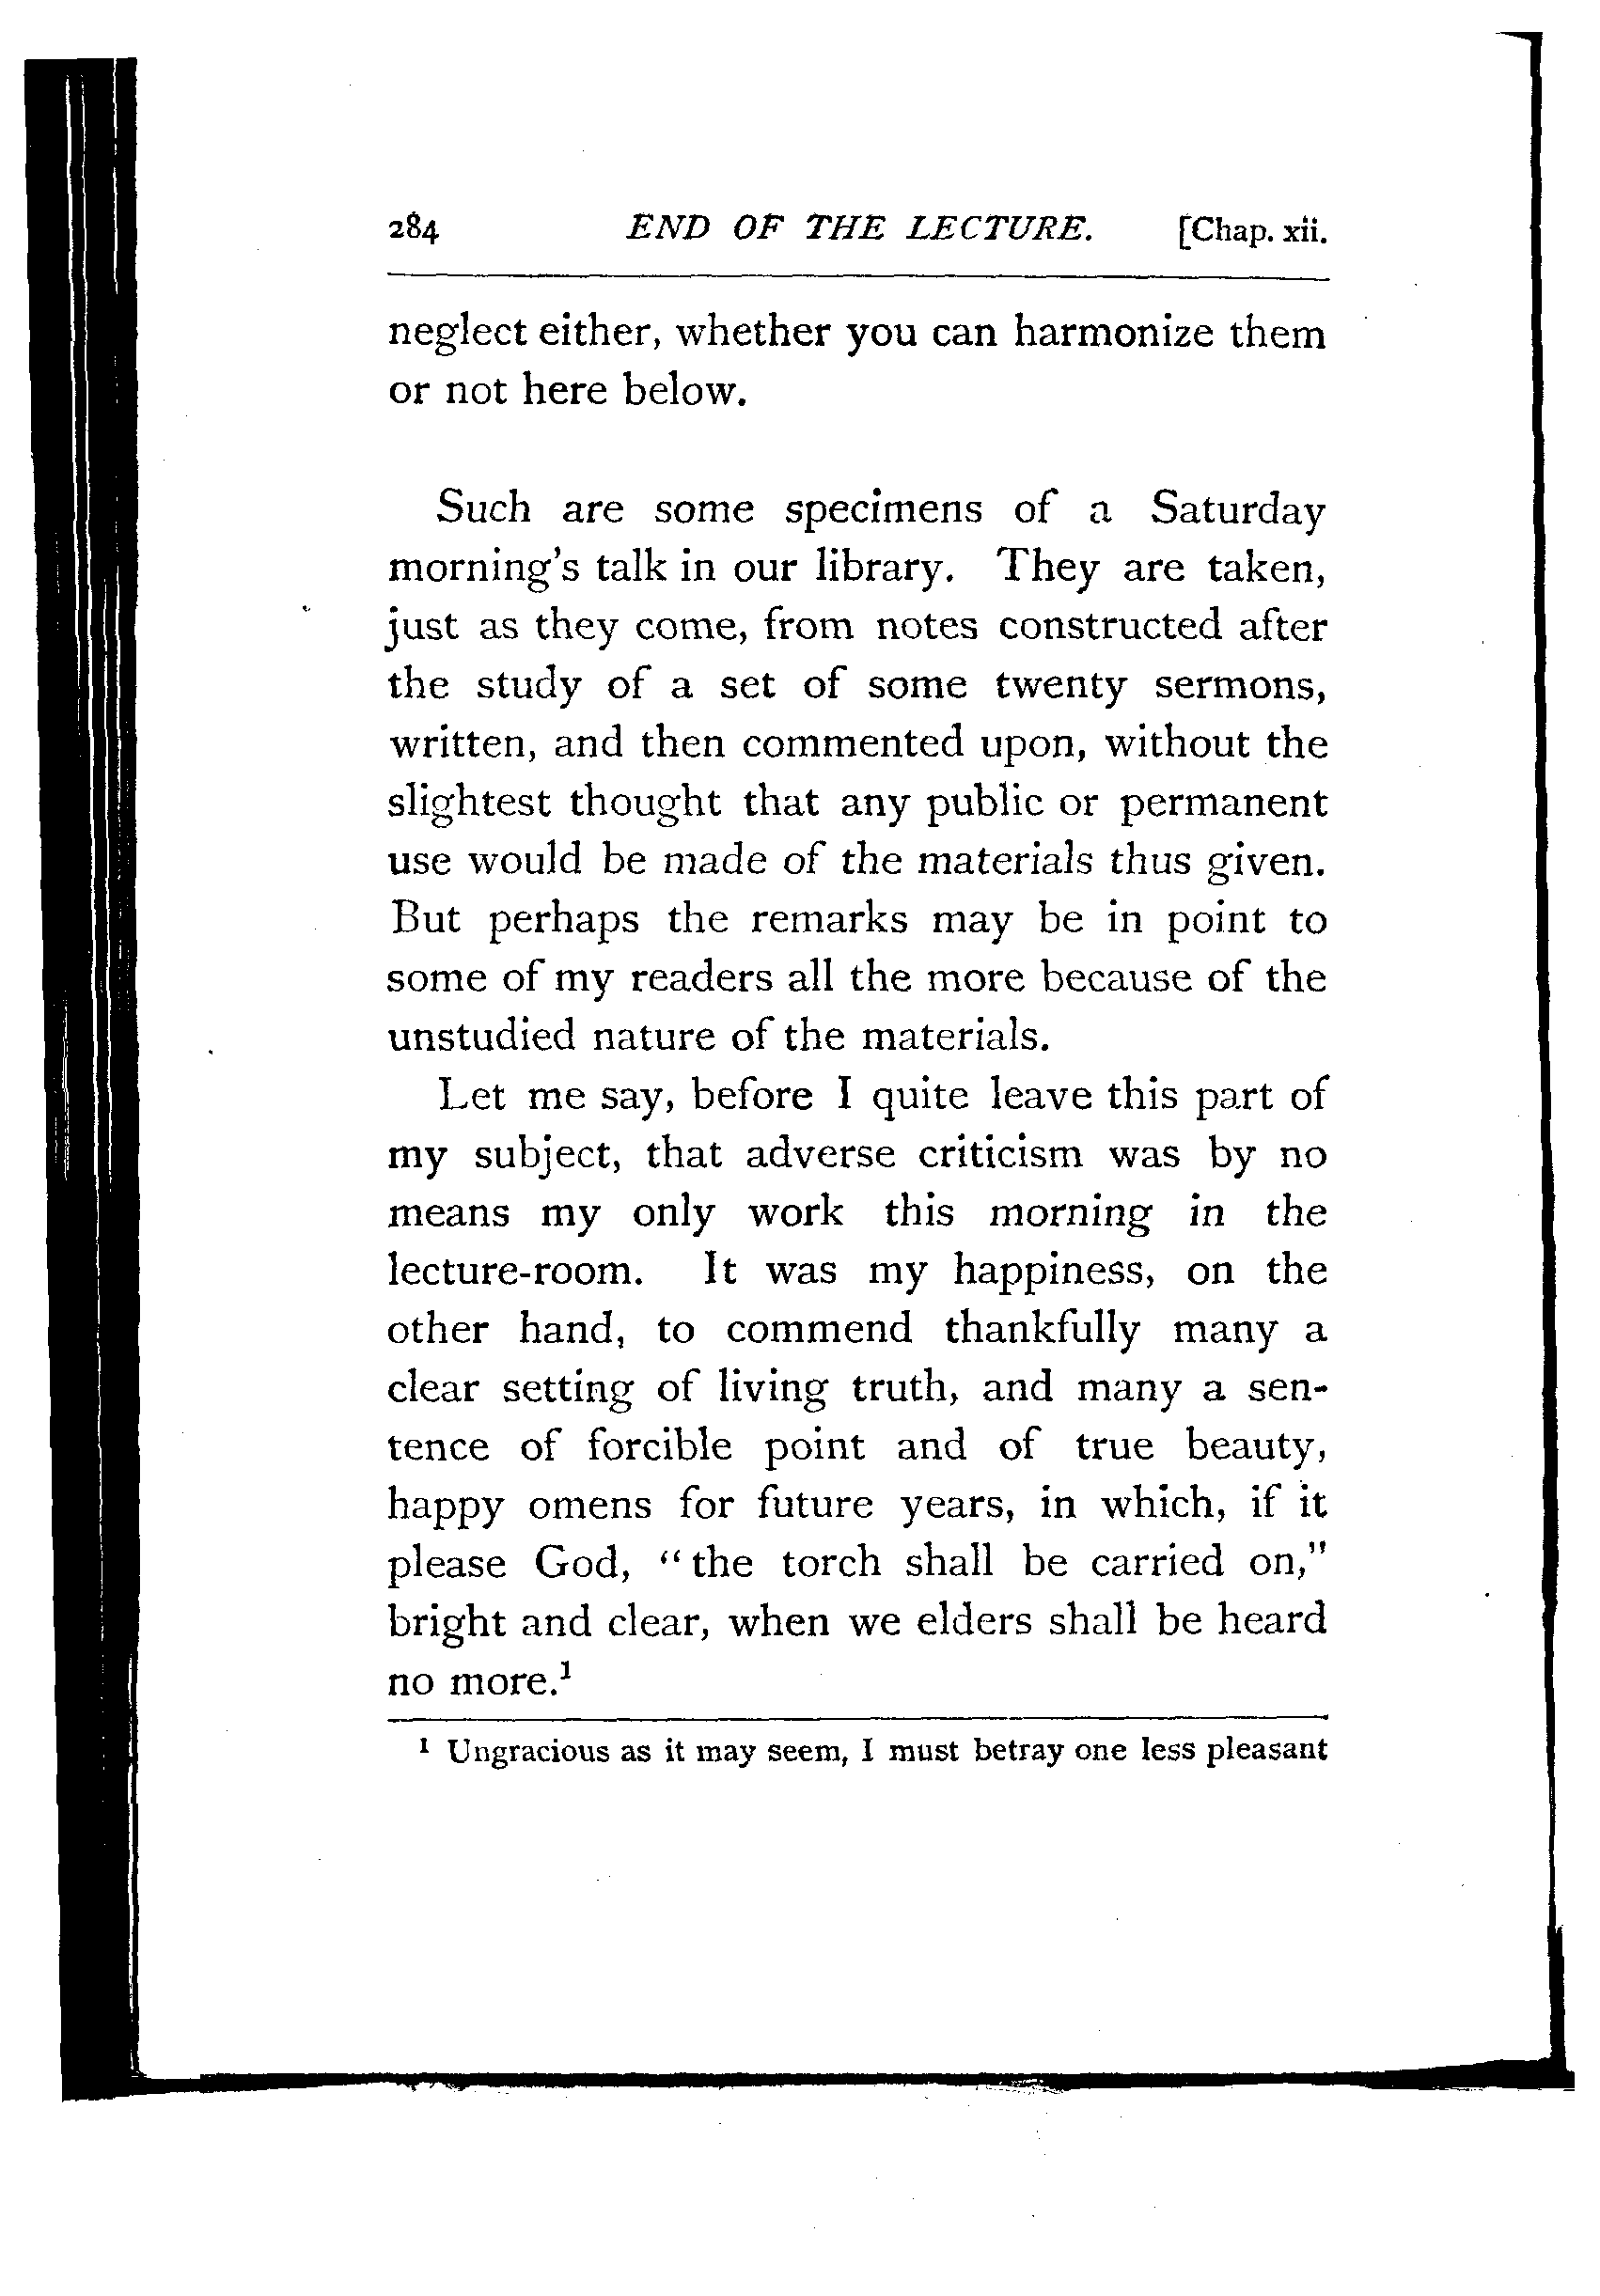 284 END OF THE LECTURE. [Chap. xii.
neglect either, whether you can harmonize them
or not here below.
Such are some specimens of a Saturday
morning's talk in our library. They are taken,
just as they come, from notes constructed after
the study of a set of some twenty sermons,
written, and then commented upon, without the
slightest thought that any public or permanent
use would be made of the materials thus given.
But perhaps the remarks may be in point to
some of my readers all the more because of the
unstudied nature of the materials.
Let me say, before I quite leave this part of
my subject, that adverse criticism was by no
means my only work this morning in the
lecture-room. It was my happiness, on the
other hand, to commend thankfully many a
clear setting of living truth, and many a sen-
tence of forcible point and of true beauty,
happy omens for future years, in which, if it
please God, "the torch shall be carried on,"
bright and clear, when we elders shall be heard
no more.¹
¹ Ungracious as it may seem, I must betray one less pleasant